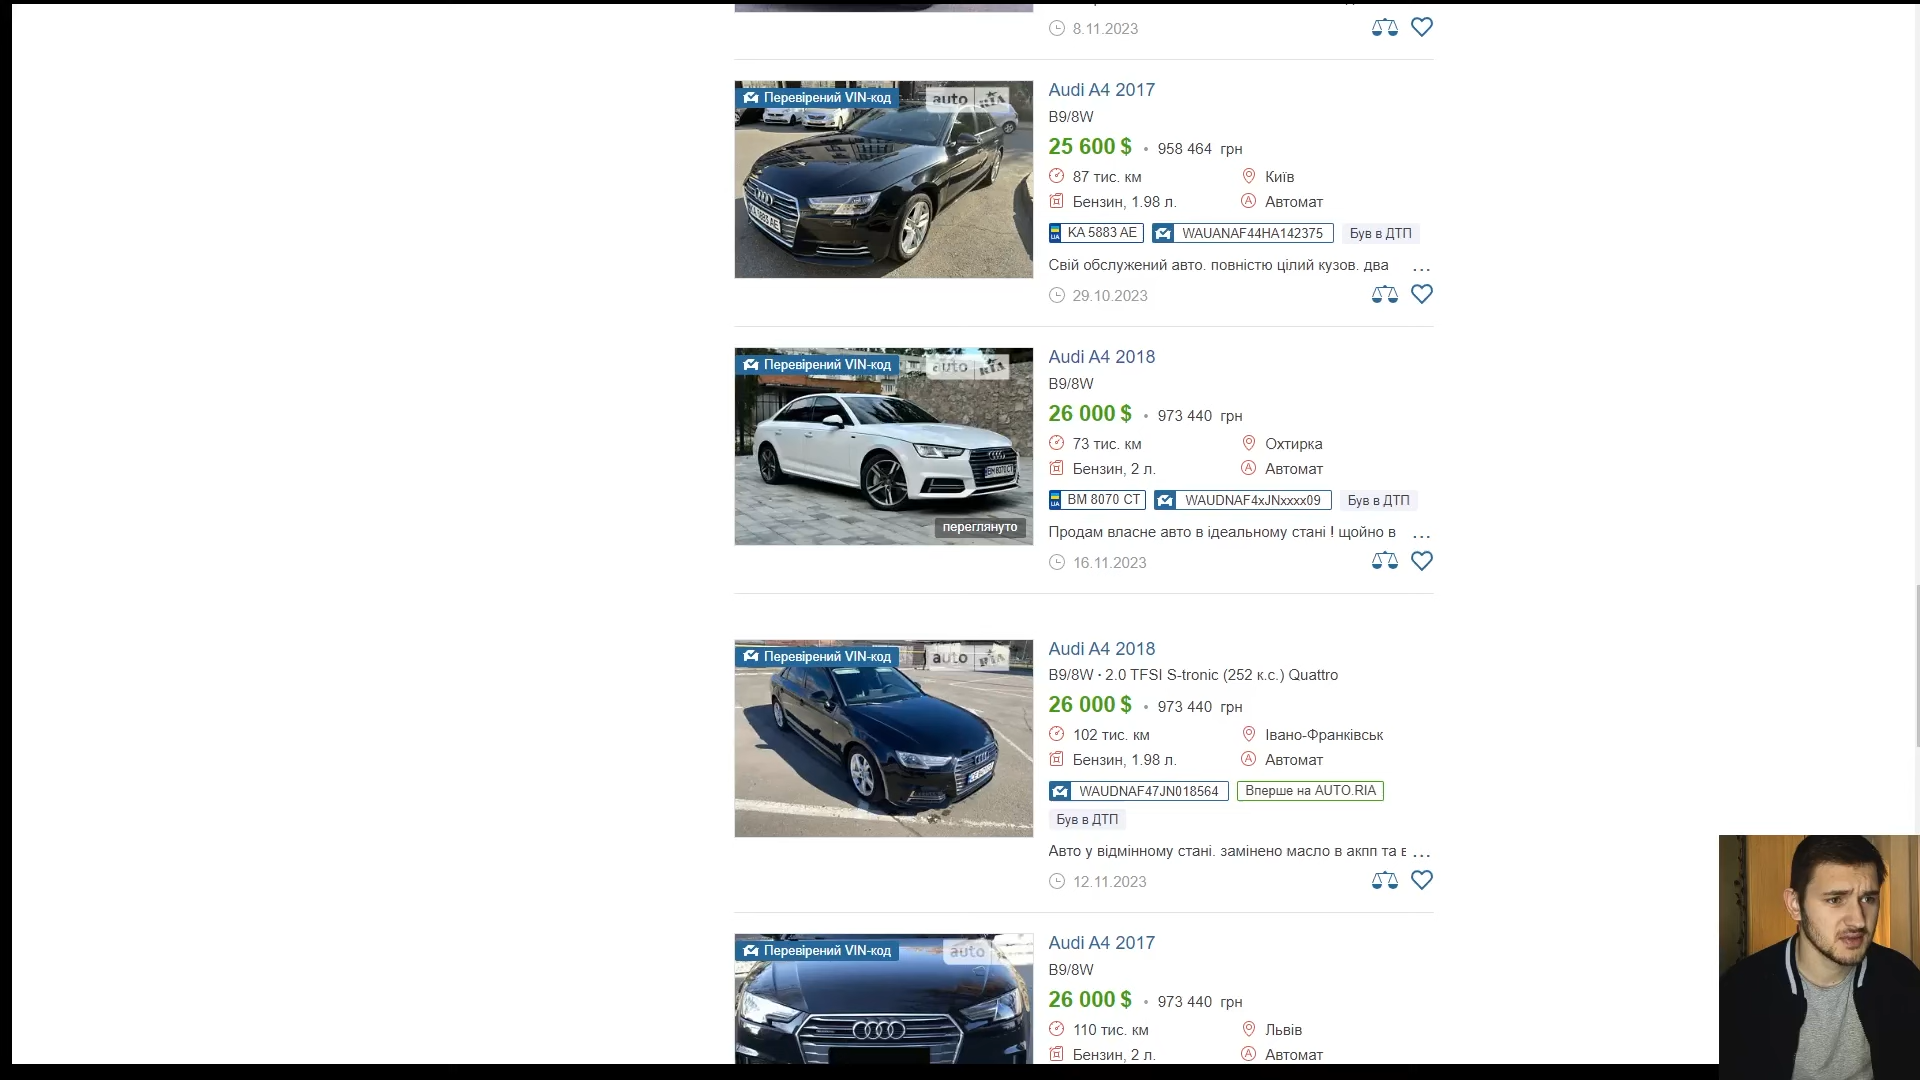 8.11.2023
Перевірений VIN-код
auto RIA
Audi A4 2017
B9/8W
25 600 $ • 958 464 грн
87 тис. км
Київ
Бензин, 1.98 л.
Автомат
KA 5883 AE
WAUANAF44HA142375
Був в ДТП
Свій обслужений авто. повністю цілий кузов. два ...
29.10.2023
Перевірений VIN-код
auto RIA
Audi A4 2018
B9/8W
26 000 $ • 973 440 грн
73 тис. км
Охтирка
Бензин, 2 л.
Автомат
BM 8070 CT
WAUDNAF4xJNxxxx09
Був в ДТП
переглянуто
Продам власне авто в ідеальному стані ! щойно в ...
16.11.2023
Перевірений VIN-код
auto RIA
Audi A4 2018
B9/8W • 2.0 TFSI S-tronic (252 к.с.) Quattro
26 000 $ • 973 440 грн
102 тис. км
Івано-Франківськ
Бензин, 1.98 л.
Автомат
WAUDNAF47JN018564
Вперше на AUTO.RIA
Був в ДТП
Авто у відмінному стані. замінено масло в акпп та в ...
12.11.2023
Перевірений VIN-код
auto
Audi A4 2017
B9/8W
26 000 $ • 973 440 грн
110 тис. км
Львів
Бензин, 2 л.
Автомат